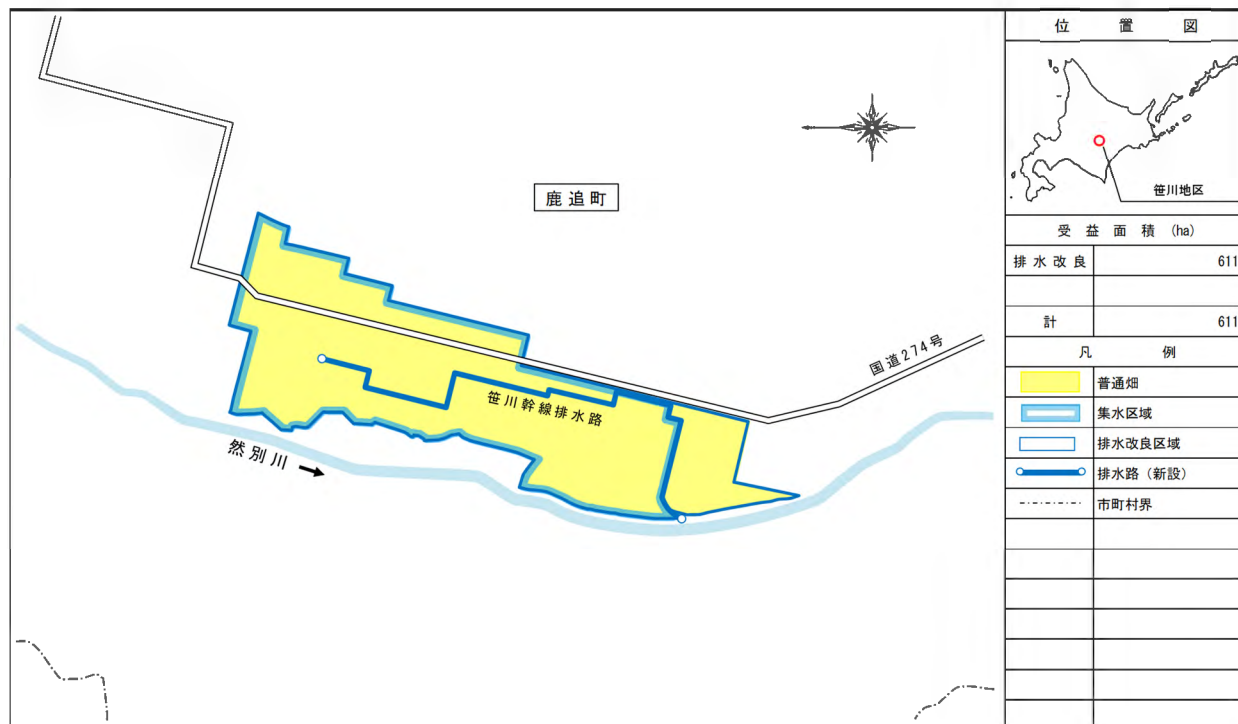 鹿追町
国道274号
笹川幹線排水路
然別川
位置図
笹川地区
受益面積 (ha)
排水改良 611
計 611
凡例
普通畑
集水区域
排水改良区域
排水路（新設）
市町村界